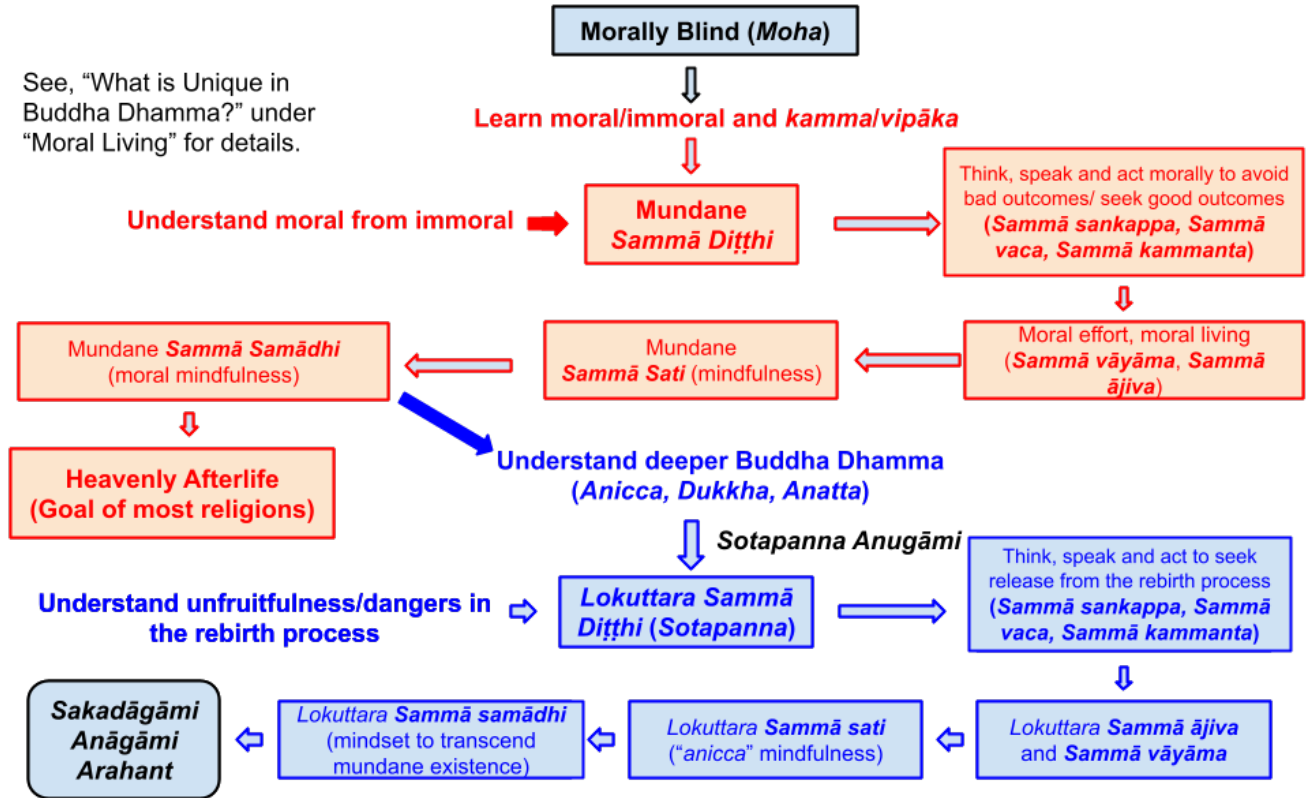 Morally Blind (Moha)
See, “What is Unique in
Buddha Dhamma?” under
“Moral Living” for details.
Learn moral/immoral and kamma/vipāka
Understand moral from immoral
Mundane
Sammā Diṭṭhi
Think, speak and act morally to avoid
bad outcomes/ seek good outcomes
(Sammā sankappa, Sammā
vaca, Sammā kammanta)
Moral effort, moral living
(Sammā vāyāma, Sammā
ājiva)
Mundane
Sammā Sati (mindfulness)
Mundane Sammā Samādhi
(moral mindfulness)
Heavenly Afterlife
(Goal of most religions)
Understand deeper Buddha Dhamma
(Anicca, Dukkha, Anatta)
Sotapanna Anugāmi
Understand unfruitfulness/dangers in
the rebirth process
Lokuttara Sammā
Diṭṭhi (Sotapanna)
Think, speak and act to seek
release from the rebirth process
(Sammā sankappa, Sammā
vaca, Sammā kammanta)
Lokuttara Sammā ājiva
and Sammā vāyāma
Lokuttara Sammā sati
(“anicca” mindfulness)
Lokuttara Sammā samādhi
(mindset to transcend
mundane existence)
Sakadāgāmi
Anāgāmi
Arahant